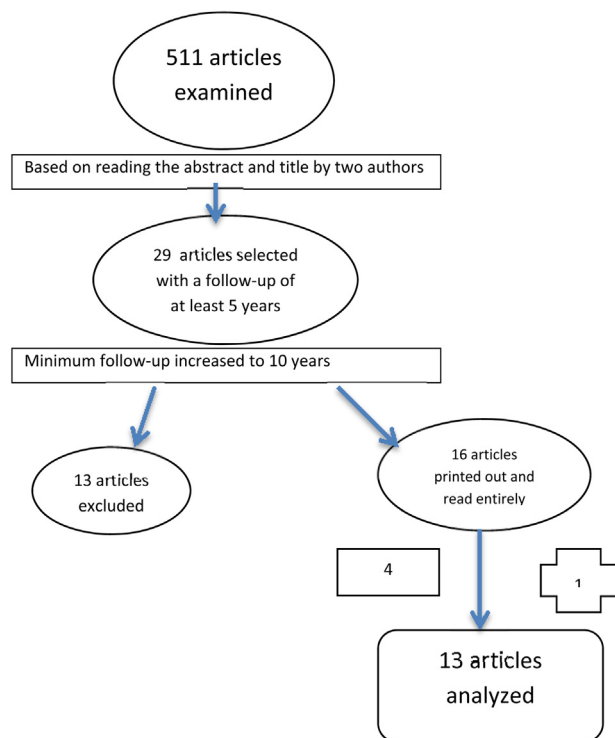 511 articles
examined
Based on reading the abstract and title by two authors
29 articles selected
with a follow-up of
at least 5 years
Minimum follow-up increased to 10 years
13 articles
excluded
16 articles
printed out and
read entirely
4
1
13 articles
analyzed